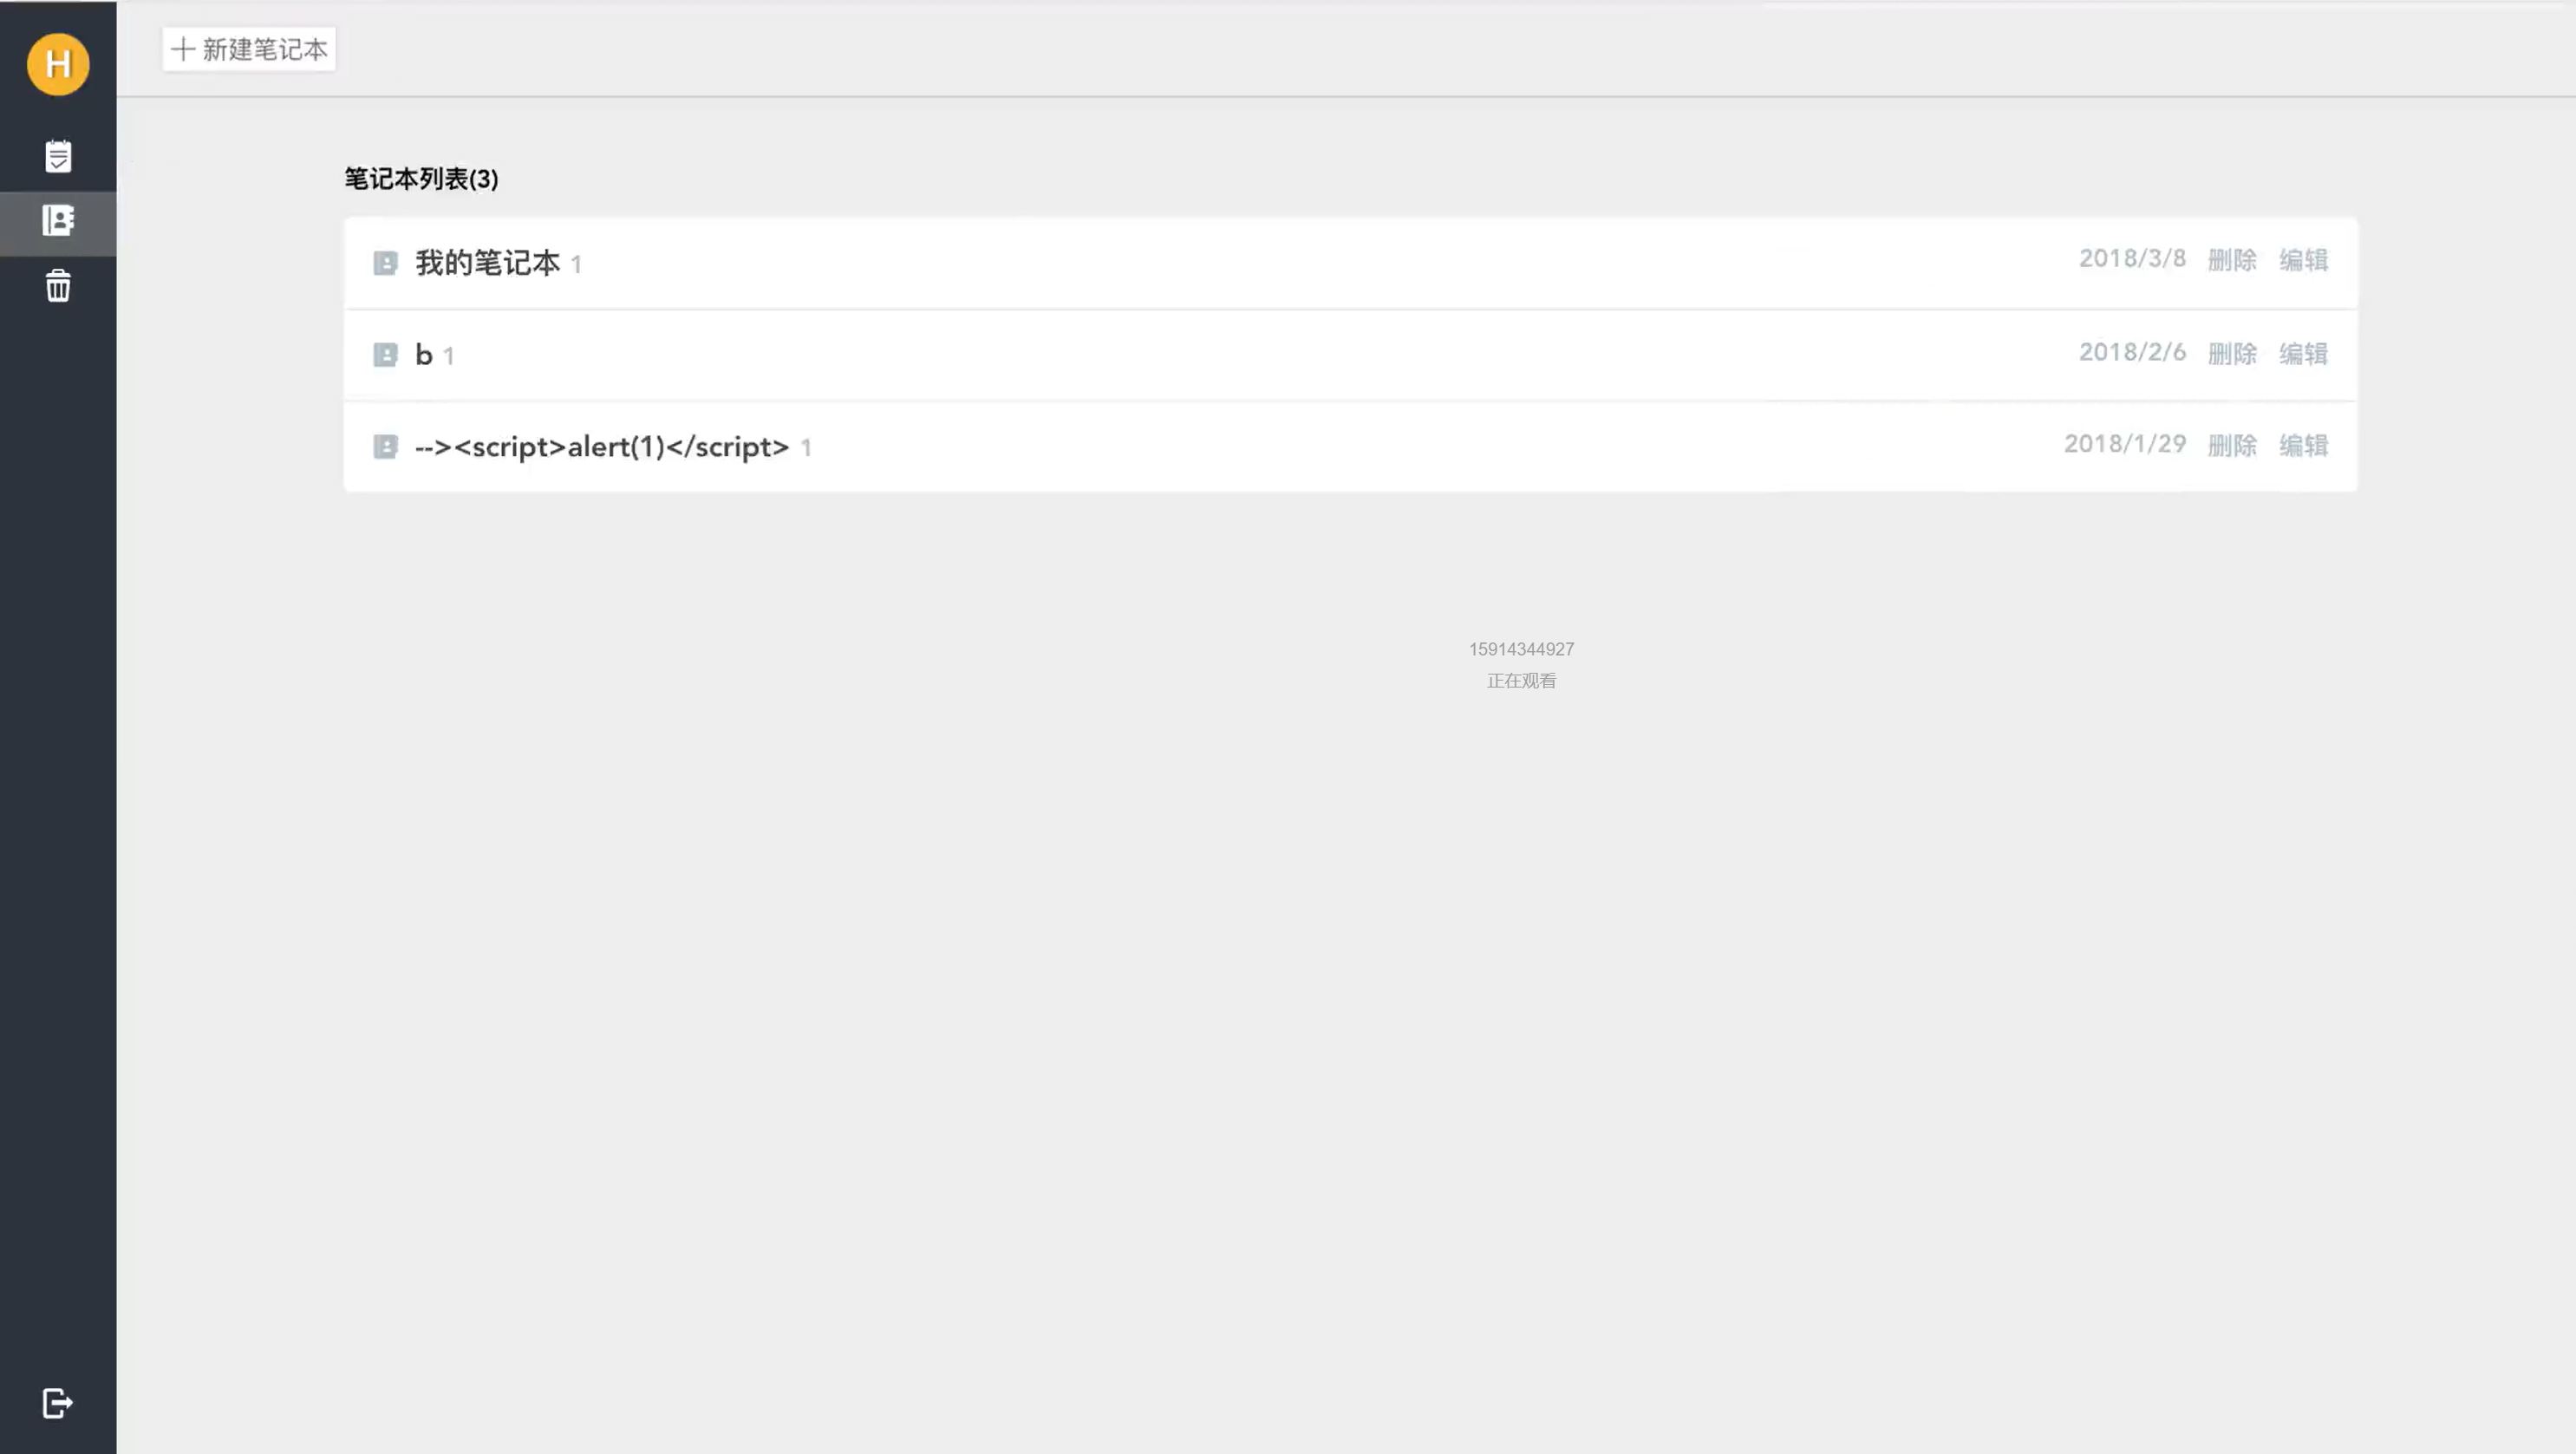 H
新建笔记本
笔记本列表(3)
我的笔记本 1 2018/3/8 删除 编辑
b 1 2018/2/6 删除 编辑
--><script>alert(1)</script> 1 2018/1/29 删除 编辑
15914344927
正在观看